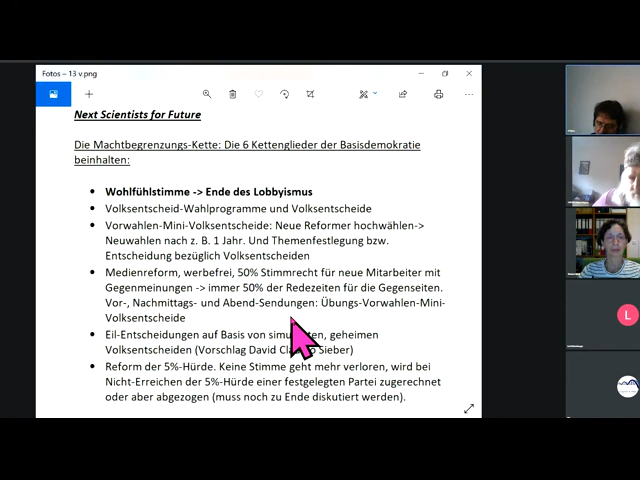 Fotos – 13 v.png
Next Scientists for Future
Die Machtbegrenzungs-Kette: Die 6 Kettenglieder der Basisdemokratie
beinhalten:
Wohlfühlstimme -> Ende des Lobbyismus
Volksentscheid-Wahlprogramme und Volksentscheide
Vorwahlen-Mini-Volksentscheide: Neue Reformer hochwählen->
Neuwahlen nach z. B. 1 Jahr. Und Themenfestlegung bzw.
Entscheidung bezüglich Volksentscheiden
Medienreform, werbefrei, 50% Stimmrecht für neue Mitarbeiter mit
Gegenmeinungen -> immer 50% der Redezeiten für die Gegenseiten.
Vor-, Nachmittags- und Abend-Sendungen: Übungs-Vorwahlen-Mini-
Volksentscheide
Eil-Entscheidungen auf Basis von geheimen
Volksentscheiden (Vorschlag David Sieber)
Reform der 5%-Hürde. Keine Stimme geht mehr verloren, wird bei
Nicht-Erreichen der 5%-Hürde einer festgelegten Partei zugerechnet
oder aber abgezogen (muss noch zu Ende diskutiert werden).